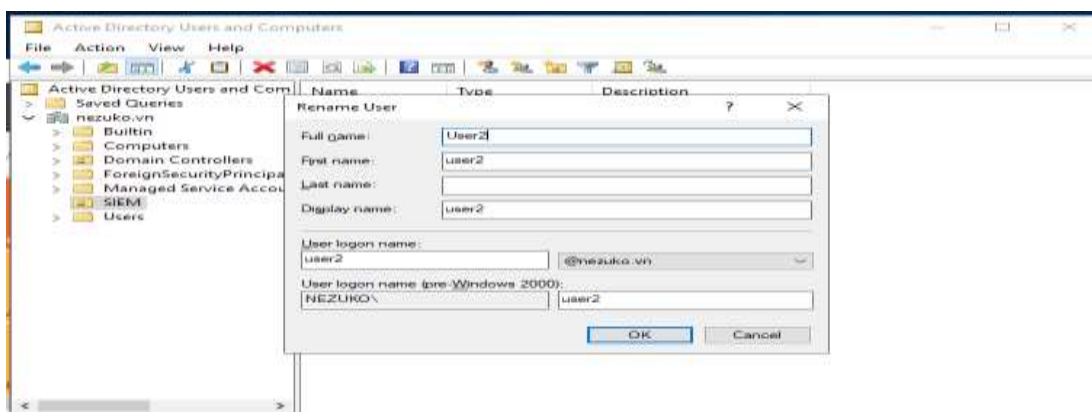 Active Directory Users and Computers
File Action View Help
Active Directory Users and Com
Name Type Description
Saved Queries
nezuko.vn
Builtin
Computers
Domain Controllers
ForeignSecurityPrincipa
Managed Service Accou
SIEM
Users
Rename User
Full name: User2
First name: user2
Last name:
Display name: user2
User logon name:
user2 @nezuko.vn
User logon name (pre-Windows 2000):
NEZUKO\ user2
OK Cancel